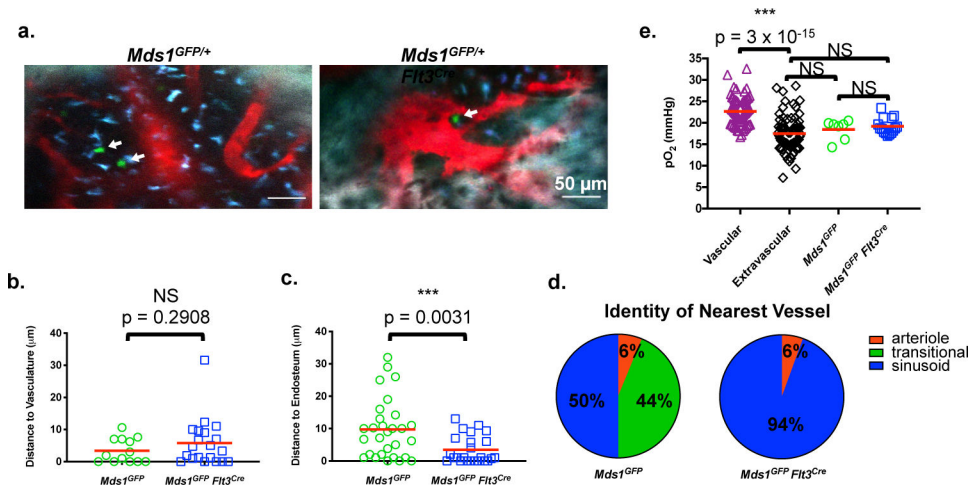 a.
Mds1GFP/+
Mds1GFP/+
Flt3Cre
50 µm
b.
NS
p = 0.2908
Distance to Vasculature (µm)
40
30
20
10
0
Mds1GFP
Mds1GFP Flt3Cre
c.
***
p = 0.0031
Distance to Endosteum (µm)
40
30
20
10
0
Mds1GFP
Mds1GFP Flt3Cre
e.
***
p = 3 x 10-15
NS
NS
NS
pO2 (mmHg)
35
30
25
20
15
10
5
0
Vascular
Extravascular
Mds1GFP
Mds1GFP Flt3Cre
d.
Identity of Nearest Vessel
6%
50%
44%
Mds1GFP
6%
94%
Mds1GFP Flt3Cre
arteriole
transitional
sinusoid